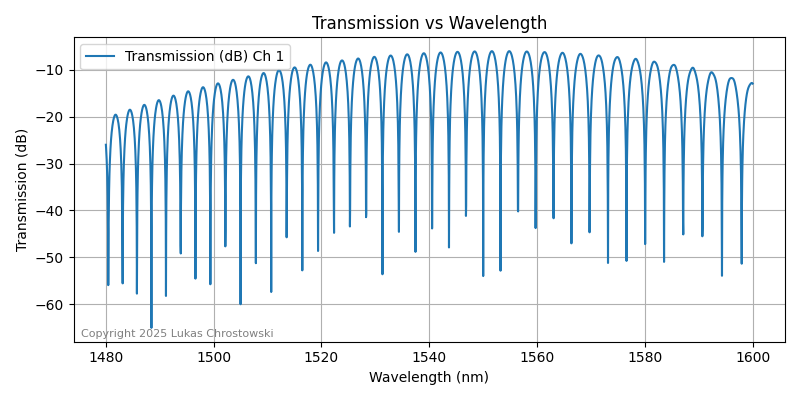 Transmission vs Wavelength
Transmission (dB) Ch 1
Transmission (dB)
−10
−20
−30
−40
−50
−60
Copyright 2025 Lukas Chrostowski
1480
1500
1520
1540
1560
1580
1600
Wavelength (nm)